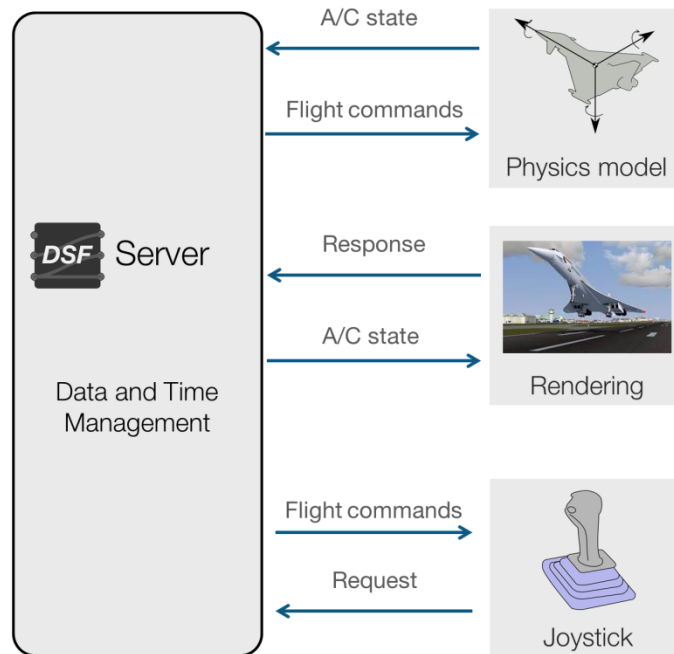 A/C state
Flight commands
Physics model
DSF Server
Response
A/C state
Rendering
Data and Time
Management
Flight commands
Request
Joystick